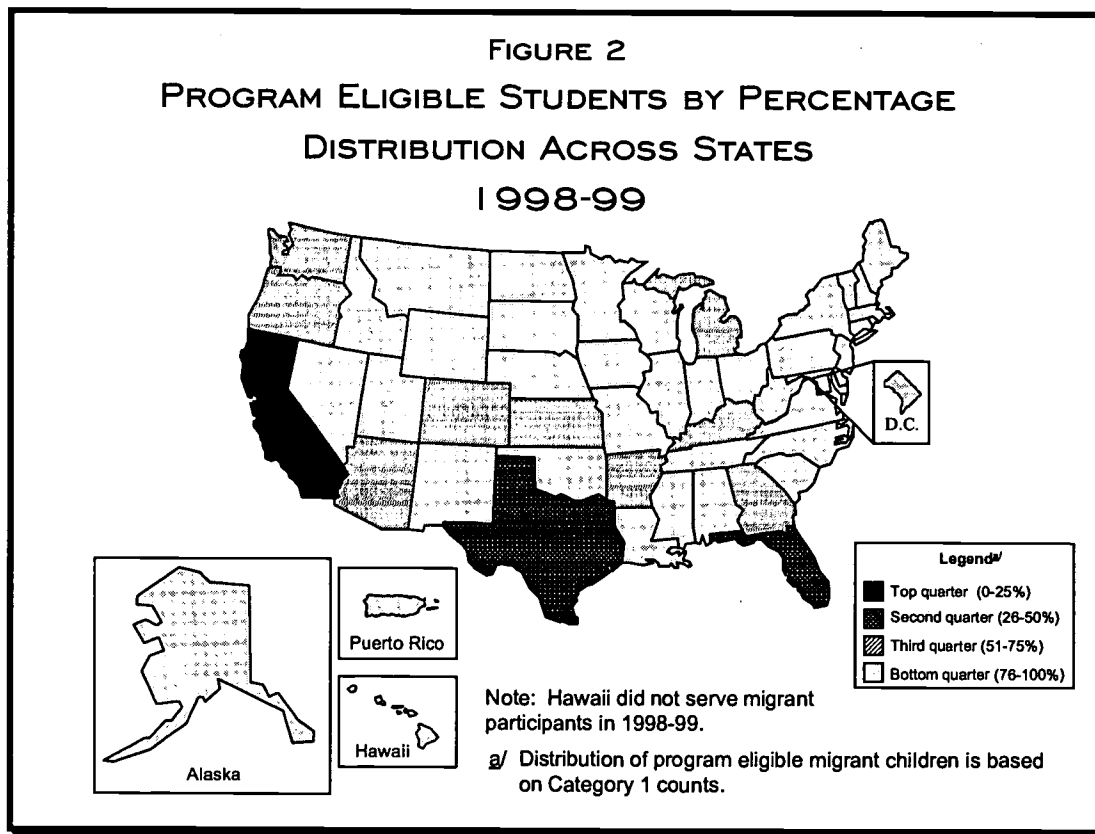 FIGURE 2
PROGRAM ELIGIBLE STUDENTS BY PERCENTAGE
DISTRIBUTION ACROSS STATES
1998-99
D.C.
Legend a/
Top quarter (0-25%)
Second quarter (26-50%)
Third quarter (51-75%)
Bottom quarter (76-100%)
Puerto Rico
Hawaii
Alaska
Note: Hawaii did not serve migrant
participants in 1998-99.
a/ Distribution of program eligible migrant children is based
on Category 1 counts.